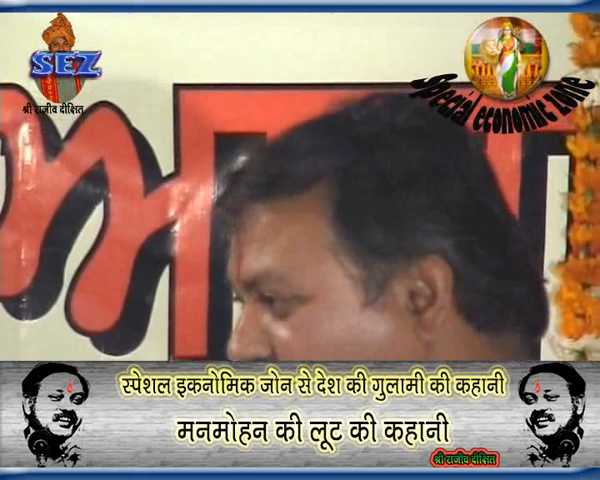 SEZ
श्री राजीव दीक्षित
Special economic zone
स्पेशल इकनोमिक जोन से देश की गुलामी की कहानी
मनमोहन की लूट की कहानी
श्री राजीव दीक्षित